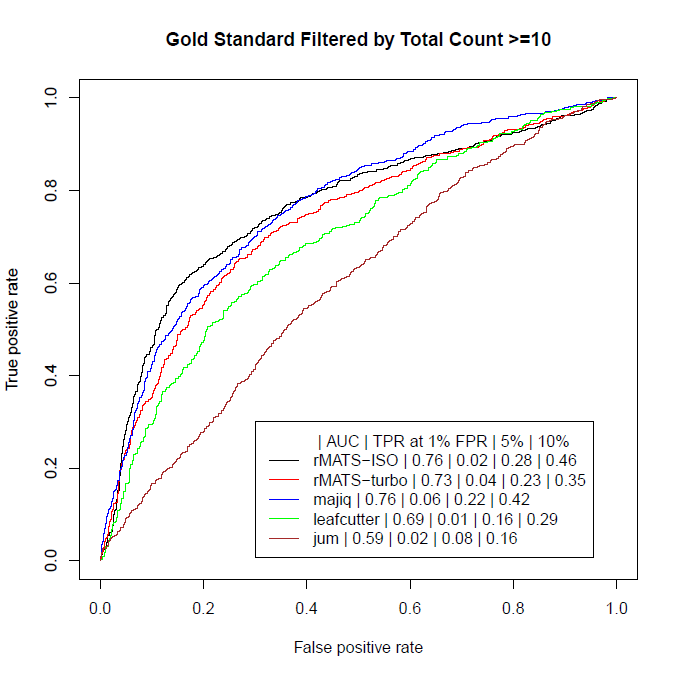 Gold Standard Filtered by Total Count >=10
True positive rate
1.0
0.8
0.6
0.4
0.2
0.0
| AUC | TPR at 1% FPR | 5% | 10%
rMATS−ISO | 0.76 | 0.02 | 0.28 | 0.46
rMATS−turbo | 0.73 | 0.04 | 0.23 | 0.35
majiq | 0.76 | 0.06 | 0.22 | 0.42
leafcutter | 0.69 | 0.01 | 0.16 | 0.29
jum | 0.59 | 0.02 | 0.08 | 0.16
0.0 0.2 0.4 0.6 0.8 1.0
False positive rate